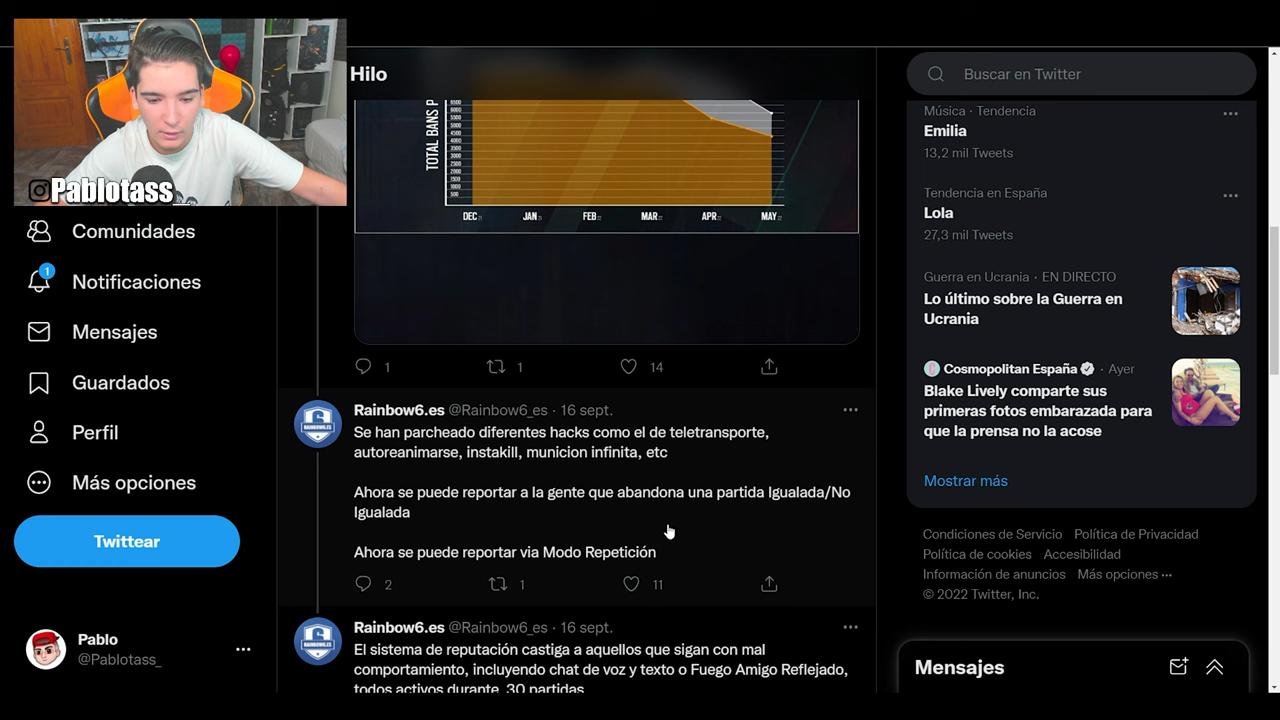 Pablotass_
Comunidades
1
Notificaciones
Mensajes
Guardados
Perfil
Más opciones
Twittear
Pablo
@Pablotass_
Hilo
TOTAL BANS P
6500
6000
5500
5000
4500
4000
3500
3000
2500
2000
1500
1000
500
DEC
JAN
FEB
MAR
APR
MAY
1 1 14
Rainbow6.es @Rainbow6_es · 16 sept.
Se han parcheado diferentes hacks como el de teletransporte,
autoreanimarse, instakill, municion infinita, etc
Ahora se puede reportar a la gente que abandona una partida Igualada/No
Igualada
Ahora se puede reportar via Modo Repetición
2 1 11
RAINBOW6.ES
Rainbow6.es @Rainbow6_es · 16 sept.
El sistema de reputación castiga a aquellos que sigan con mal
comportamiento, incluyendo chat de voz y texto o Fuego Amigo Reflejado,
todos activos durante 30 partidas
RAINBOW6.ES
Buscar en Twitter
Música · Tendencia
Emilia
13,2 mil Tweets
Tendencia en España
Lola
27,3 mil Tweets
Guerra en Ucrania · EN DIRECTO
Lo último sobre la Guerra en
Ucrania
Cosmopolitan España · Ayer
Blake Lively comparte sus
primeras fotos embarazada para
que la prensa no la acose
Mostrar más
Condiciones de Servicio Política de Privacidad
Política de cookies Accesibilidad
Información de anuncios Más opciones ···
© 2022 Twitter, Inc.
Mensajes